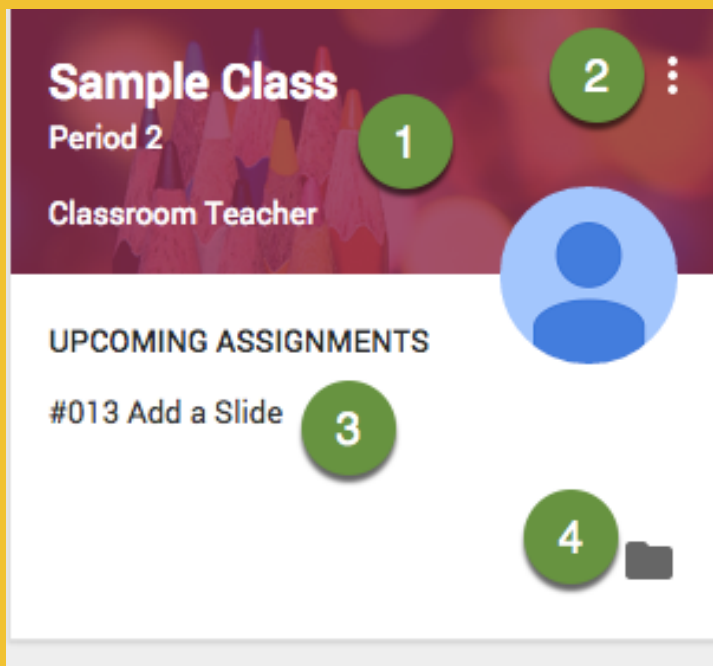 Sample Class
2
Period 2
1
Classroom Teacher
UPCOMING ASSIGNMENTS
#013 Add a Slide
3
4